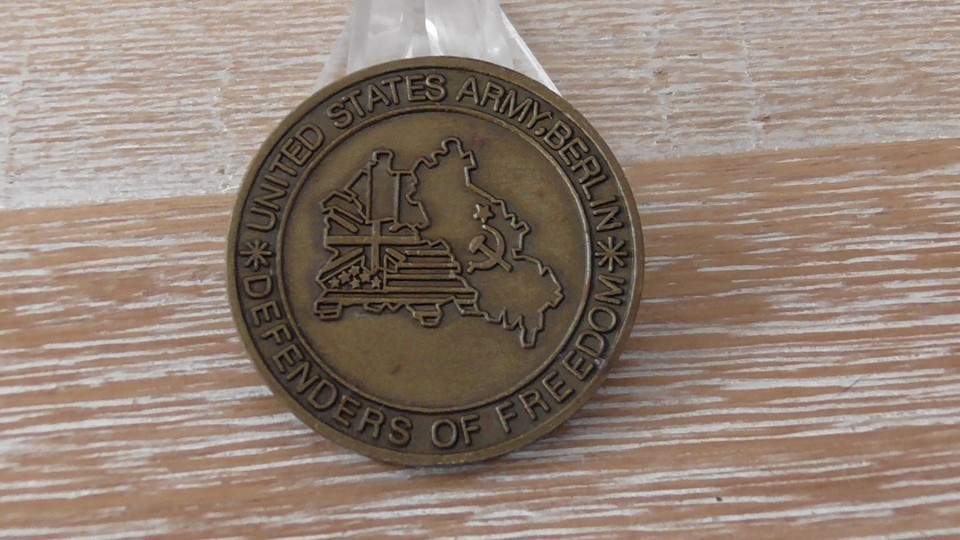 UNITED STATES ARMY, BERLIN
DEFENDERS OF FREEDOM